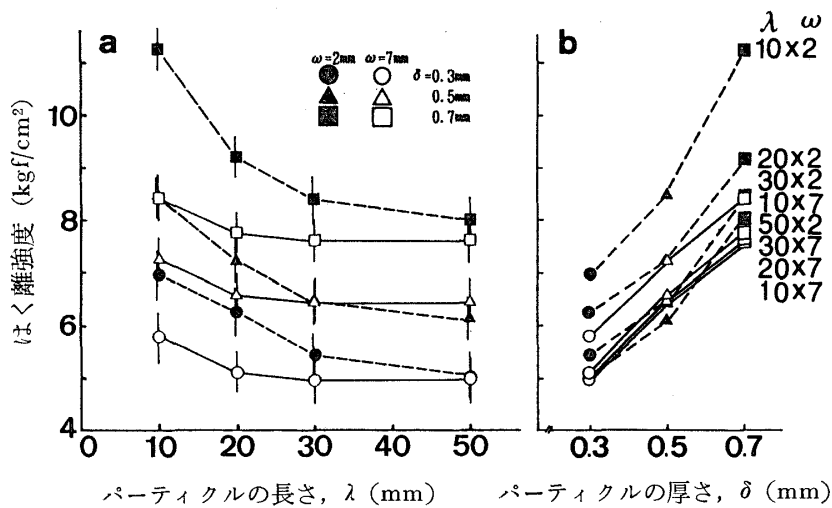 a
b
λ ω
ω=2mm ω=7mm
δ=0.3mm
0.5mm
0.7mm
はく離強度 (kgf/cm²)
10
8
6
4
0 10 20 30 40 50
0.3 0.5 0.7
10×2
20×2
30×2
10×7
50×2
30×7
20×7
10×7
パーティクルの長さ, λ (mm)
パーティクルの厚さ, δ (mm)